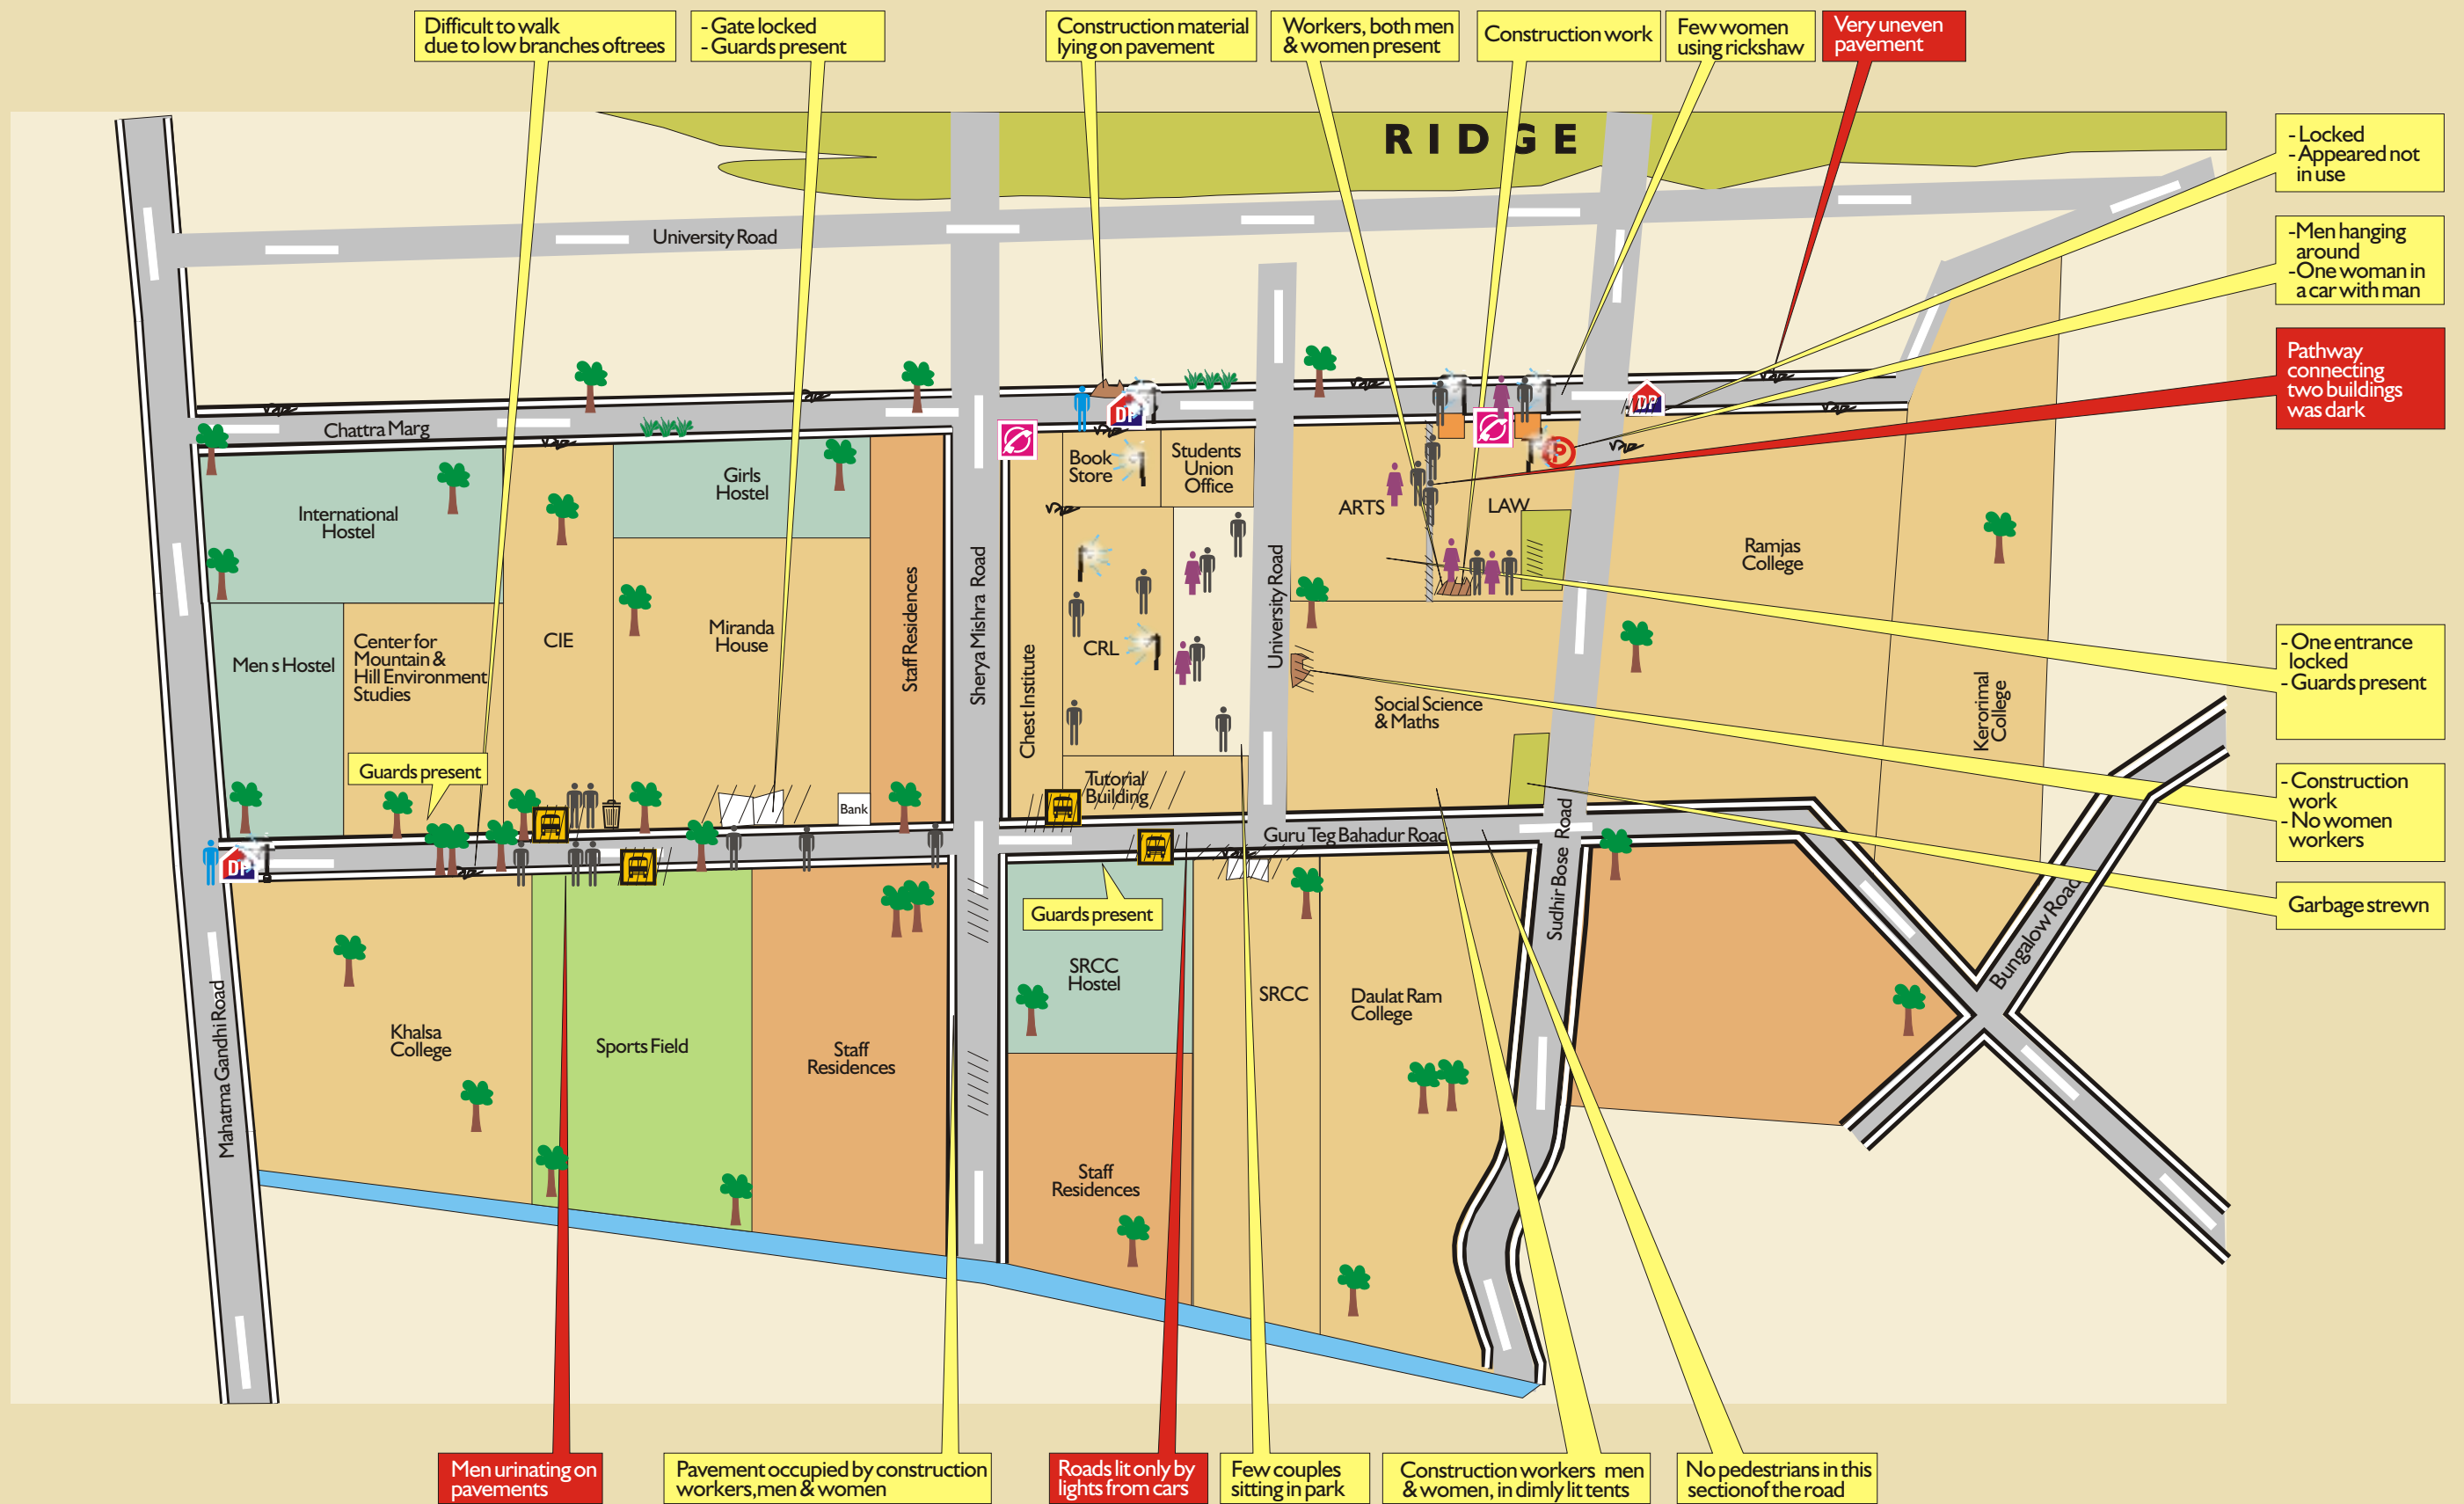 Difficult to walk
due to low branches oftrees
- Gate locked
- Guards present
Construction material
lying on pavement
Workers, both men
& women present
Construction work
Few women
using rickshaw
Very uneven
pavement
RIDGE
- Locked
- Appeared not
in use
-Men hanging
around
-One woman in
a car with man
Pathway
connecting
two buildings
was dark
- One entrance
locked
- Guards present
- Construction
work
- No women
workers
Garbage strewn
University Road
Chattra Marg
DP
DP
P
International
Hostel
Girls
Hostel
Book
Store
Students
Union
Office
ARTS
LAW
Ramjas
College
Men s Hostel
Center for
Mountain &
Hill Environment
Studies
CIE
Miranda
House
Staff Residences
Sherya Mishra Road
Chest Institute
CRL
University Road
Social Science
& Maths
Kerorimal
College
Guards present
Bank
Tutorial
Building
Guru Teg Bahadur Road
Sudhir Bose Road
Bungalow Road
DP
Mahatma Gandhi Road
Guards present
Khalsa
College
Sports Field
Staff
Residences
SRCC
Hostel
SRCC
Daulat Ram
College
Staff
Residences
Men urinating on
pavements
Pavement occupied by construction
workers,men & women
Roads lit only by
lights from cars
Few couples
sitting in park
Construction workers men
& women, in dimly lit tents
No pedestrians in this
sectionof the road